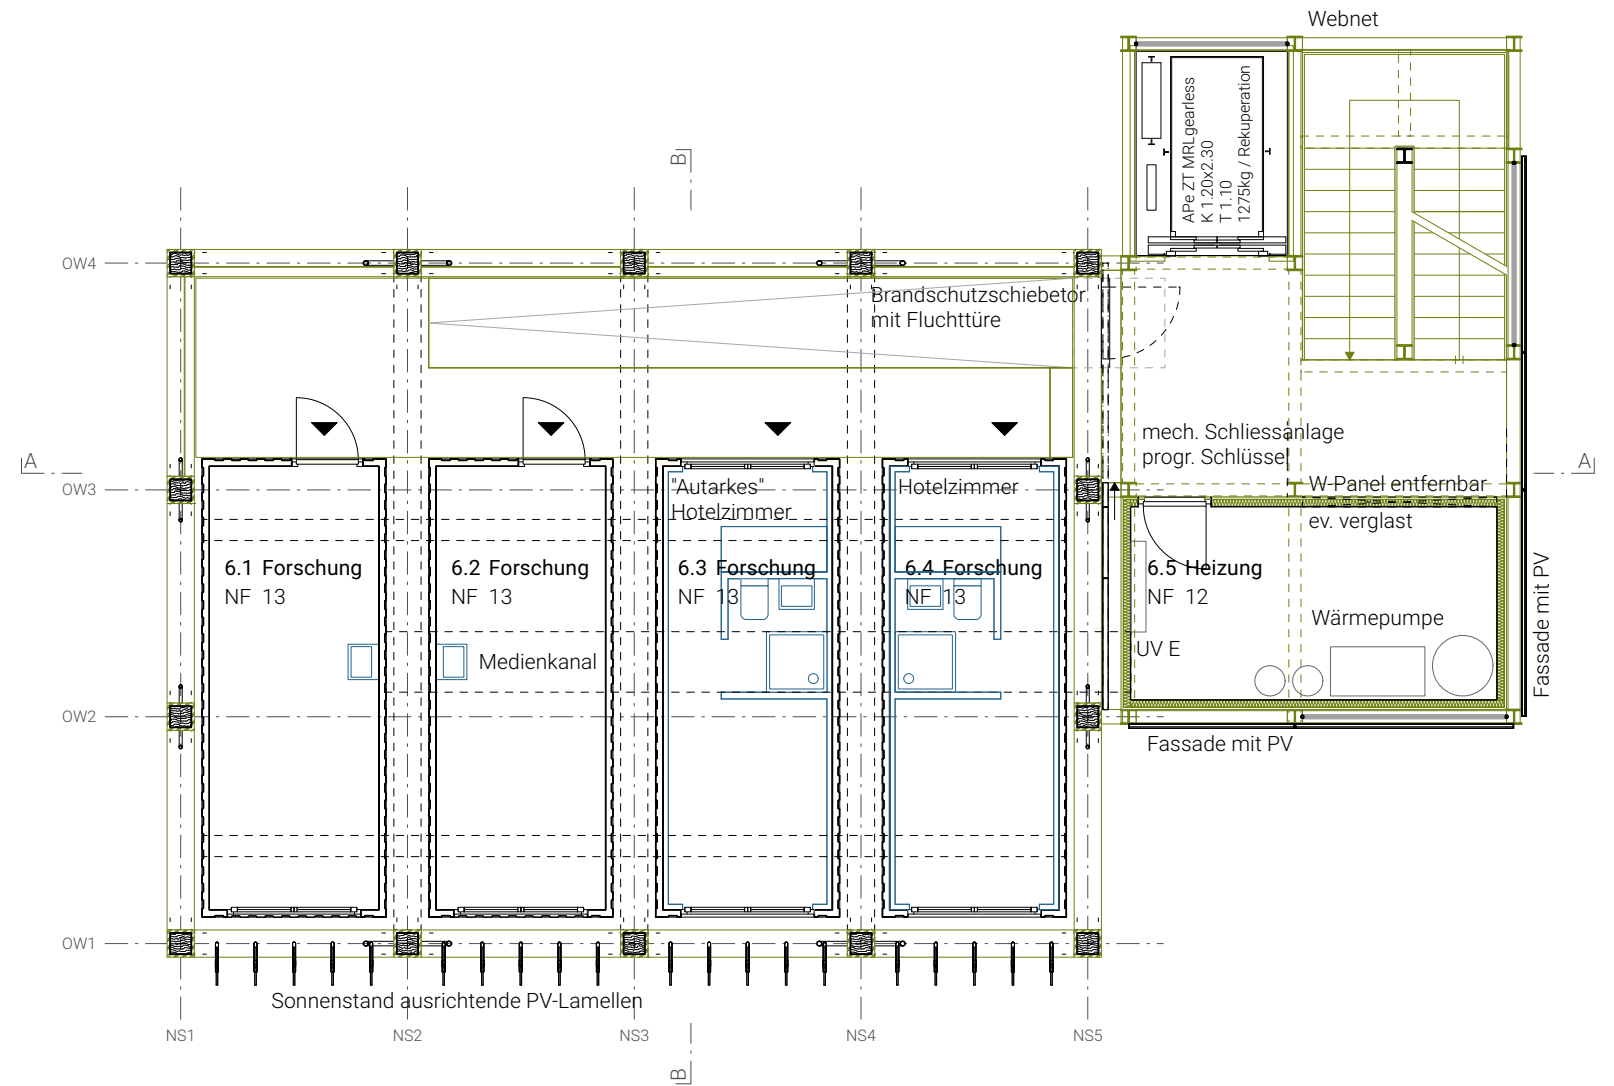 Webnet
APe ZT MRLgearless
K 1.20x2.30
T 1.10
1275kg / Rekuperation
B
OW4
Brandschutzschiebetor
mit Fluchttüre
mech. Schliessanlage
progr. Schlüssel
A
A
OW3
"Autarkes"
Hotelzimmer
Hotelzimmer
W-Panel entfernbar
ev. verglast
6.1 Forschung
NF 13
6.2 Forschung
NF 13
6.3 Forschung
NF 13
6.4 Forschung
NF 13
6.5 Heizung
NF 12
Wärmepumpe
UV E
Medienkanal
Fassade mit PV
OW2
Fassade mit PV
OW1
Sonnenstand ausrichtende PV-Lamellen
NS1
NS2
NS3
NS4
NS5
B